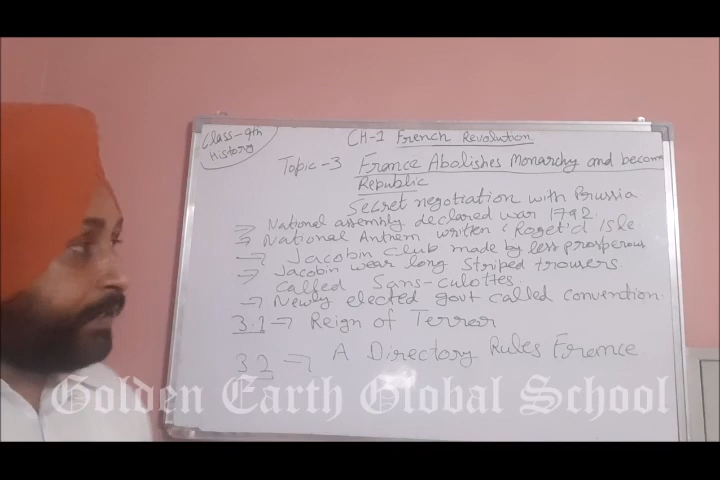 Class-9th
History
CH-1 French Revolution
Topic-3 France Abolishes Monarchy and becom
Republic
Secret negotiation with Prussia
→ National assembly declared war 1792.
→ National Anthem written 'Roget'd Isle
→ Jacobin Club made by less prosperous
→ Jacobin wear long Striped trousers.
called Sans-culottes
→ Newly elected govt called convention.
3.1 → Reign of Terror
3.2 → A Directory Rules France
Golden Earth Global School